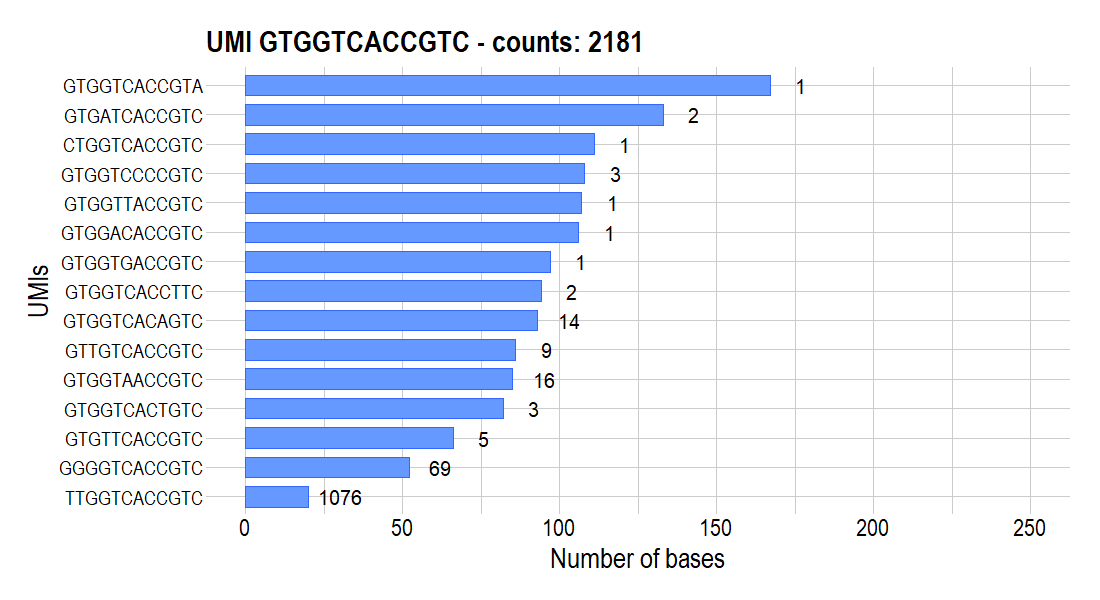 UMI GTGGTCACCGTC - counts: 2181
GTGGTCACCGTA 1
GTGATCACCGTC 2
CTGGTCACCGTC 1
GTGGTCCCCGTC 3
GTGGTTACCGTC 1
GTGGACACCGTC 1
GTGGTGACCGTC 1
GTGGTCACCTTC 2
GTGGTCACAGTC 14
GTTGTCACCGTC 9
GTGGTAACCGTC 16
GTGGTCACTGTC 3
GTGTTCACCGTC 5
GGGGTCACCGTC 69
TTGGTCACCGTC 1076
UMIs
0 50 100 150 200 250
Number of bases